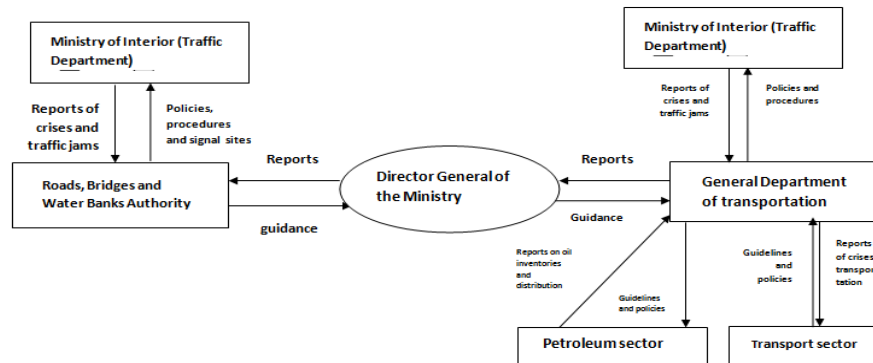 Ministry of Interior (Traffic
Department)
Ministry of Interior (Traffic
Department)
Reports of
crises and
traffic jams
Policies,
procedures
and signal sites
Reports of
crises and
traffic jams
Policies and
procedures
Roads, Bridges and
Water Banks Authority
Reports
guidance
Director General of
the Ministry
Reports
Guidance
General Department
of transportation
Reports on oil
inventories
and
distribution
Guidelines
and policies
Guidelines
and
policies
Reports
of crises
transpor
tation
Petroleum sector
Transport sector